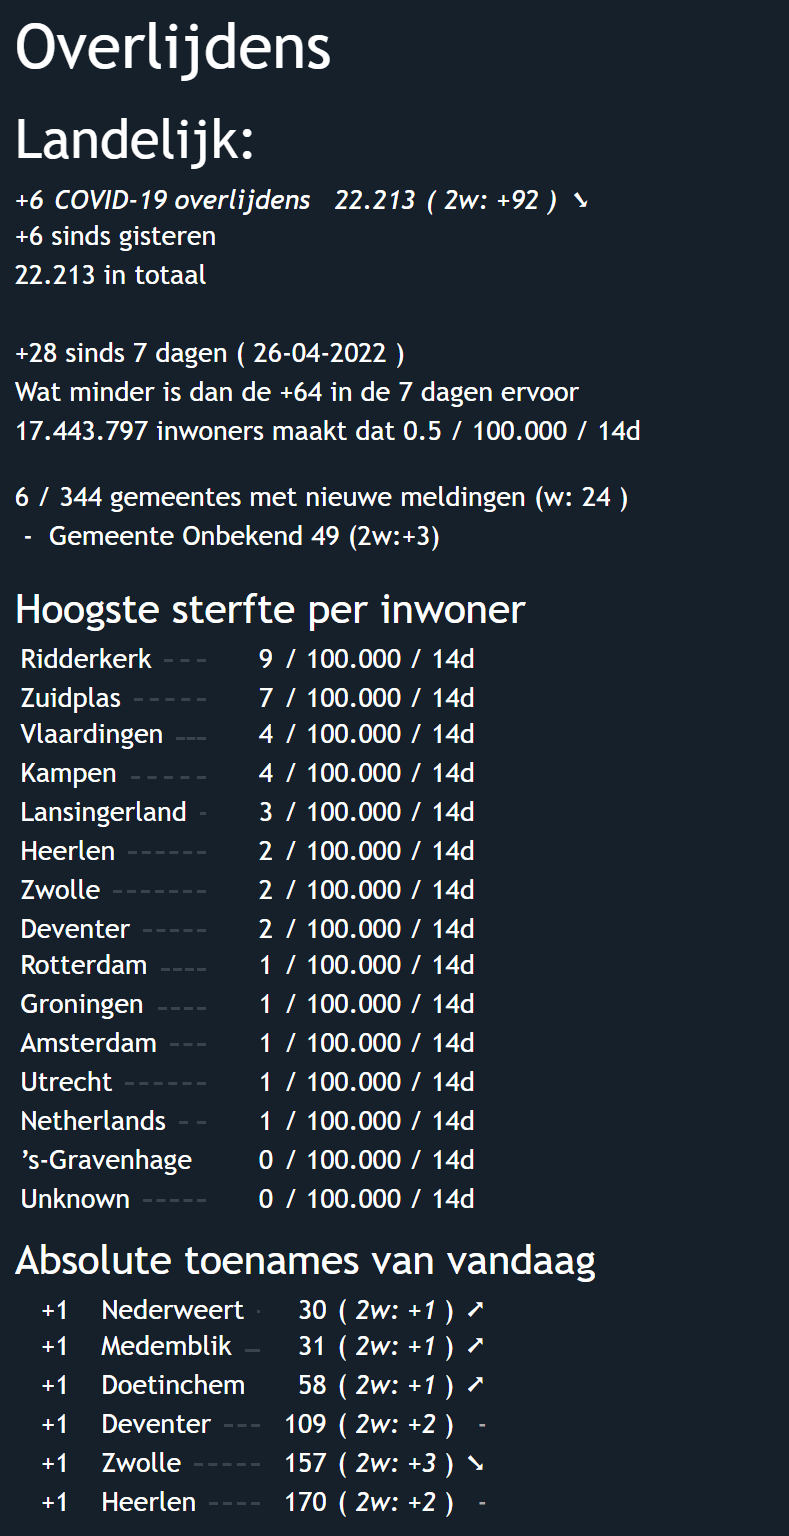 Overlijdens
Landelijk:
+6 COVID-19 overlijdens 22.213 ( 2w: +92 ) ➘
+6 sinds gisteren
22.213 in totaal
+28 sinds 7 dagen ( 26-04-2022 )
Wat minder is dan de +64 in de 7 dagen ervoor
17.443.797 inwoners maakt dat 0.5 / 100.000 / 14d
6 / 344 gemeentes met nieuwe meldingen (w: 24 )
- Gemeente Onbekend 49 (2w:+3)
Hoogste sterfte per inwoner
Ridderkerk --- 9 / 100.000 / 14d
Zuidplas ----- 7 / 100.000 / 14d
Vlaardingen --- 4 / 100.000 / 14d
Kampen ----- 4 / 100.000 / 14d
Lansingerland - 3 / 100.000 / 14d
Heerlen ------ 2 / 100.000 / 14d
Zwolle ------- 2 / 100.000 / 14d
Deventer ----- 2 / 100.000 / 14d
Rotterdam ---- 1 / 100.000 / 14d
Groningen ---- 1 / 100.000 / 14d
Amsterdam --- 1 / 100.000 / 14d
Utrecht ------ 1 / 100.000 / 14d
Netherlands -- 1 / 100.000 / 14d
’s-Gravenhage 0 / 100.000 / 14d
Unknown ----- 0 / 100.000 / 14d
Absolute toenames van vandaag
+1 Nederweert · 30 ( 2w: +1 ) ➚
+1 Medemblik - 31 ( 2w: +1 ) ➚
+1 Doetinchem 58 ( 2w: +1 ) ➚
+1 Deventer --- 109 ( 2w: +2 ) -
+1 Zwolle ----- 157 ( 2w: +3 ) ➘
+1 Heerlen ---- 170 ( 2w: +2 ) -